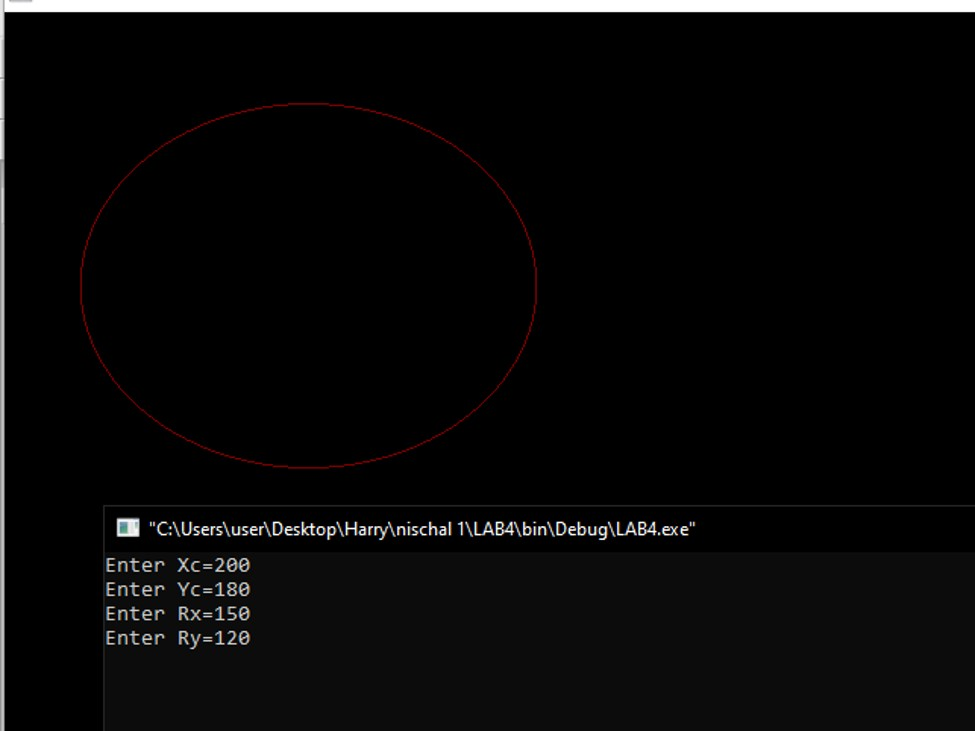 "C:\Users\user\Desktop\Harry\nischal 1\LAB4\bin\Debug\LAB4.exe"
Enter Xc=200
Enter Yc=180
Enter Rx=150
Enter Ry=120